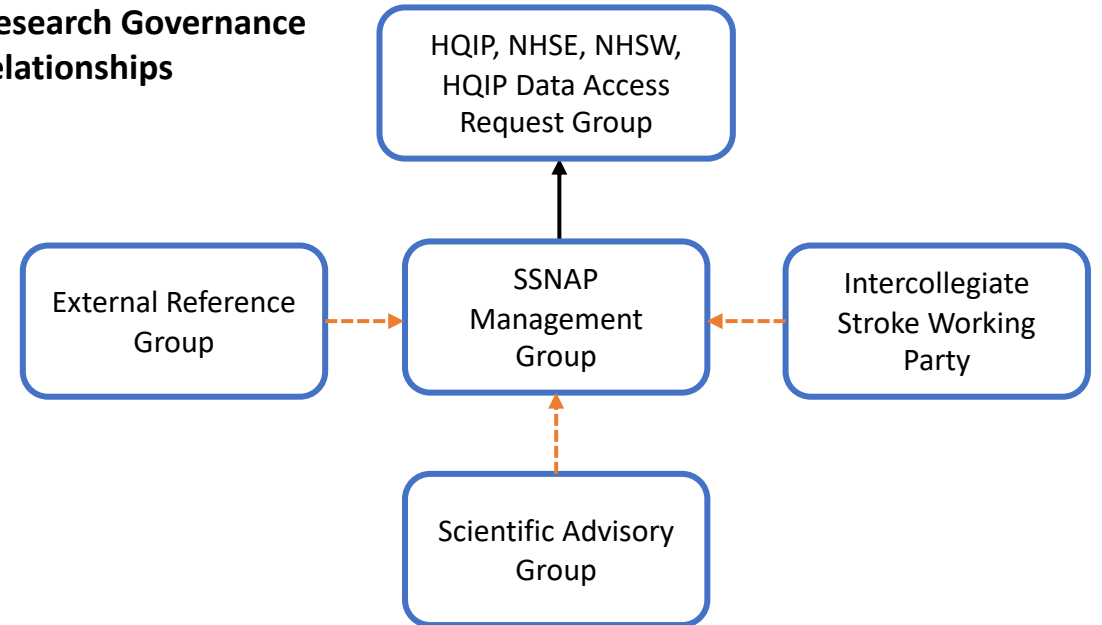 esearch Governance
elationships
HQIP, NHSE, NHSW,
HQIP Data Access
Request Group
External Reference
Group
SSNAP
Management
Group
Intercollegiate
Stroke Working
Party
Scientific Advisory
Group